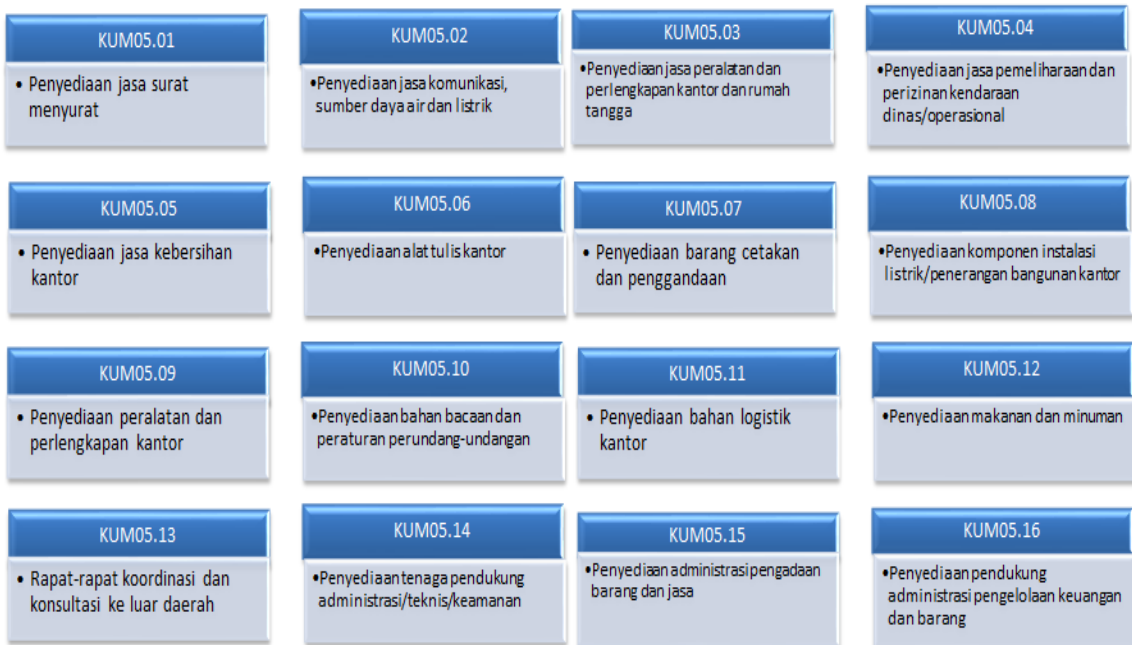 KUM05.01
• Penyediaan jasa surat
menyurat
KUM05.02
•Penyediaan jasa komunikasi,
sumber daya air dan listrik
KUM05.03
•Penyediaan jasa peralatan dan
perlengkapan kantor dan rumah
tangga
KUM05.04
•Penyediaan jasa pemeliharaan dan
perizinan kendaraan
dinas/operasional
KUM05.05
• Penyediaan jasa kebersihan
kantor
KUM05.06
•Penyediaan alat tulis kantor
KUM05.07
• Penyediaan barang cetakan
dan penggandaan
KUM05.08
•Penyediaan komponen instalasi
listrik/penerangan bangunan kantor
KUM05.09
• Penyediaan peralatan dan
perlengkapan kantor
KUM05.10
•Penyediaan bahan bacaan dan
peraturan perundang-undangan
KUM05.11
• Penyediaan bahan logistik
kantor
KUM05.12
•Penyediaan makanan dan minuman
KUM05.13
• Rapat-rapat koordinasi dan
konsultasi ke luar daerah
KUM05.14
•Penyediaan tenaga pendukung
administrasi/teknis/keamanan
KUM05.15
•Penyediaan administrasi pengadaan
barang dan jasa
KUM05.16
•Penyediaan pendukung
administrasi pengelolaan keuangan
dan barang